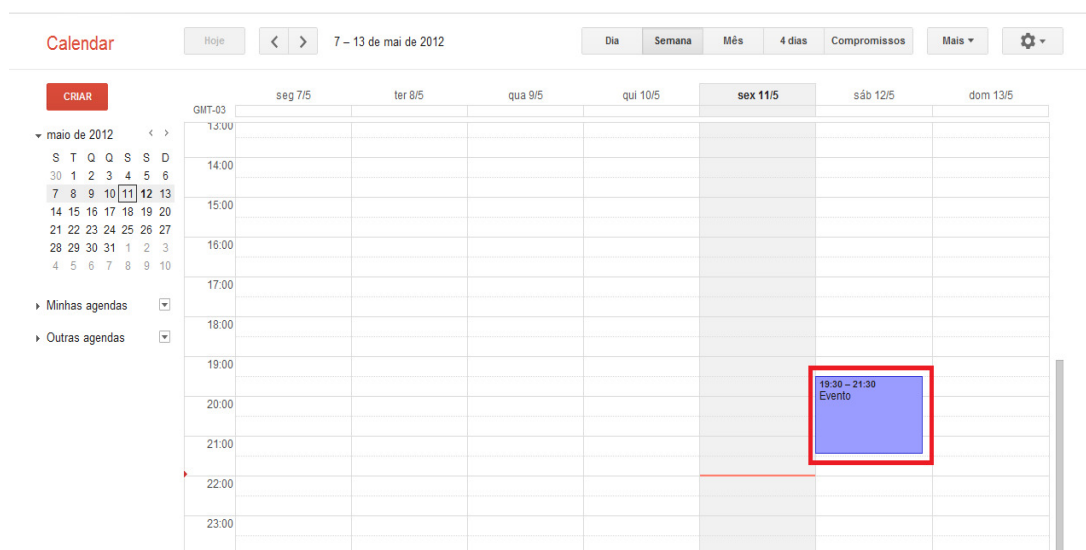 Calendar
Hoje
7 – 13 de mai de 2012
Dia Semana Mês 4 dias Compromissos Mais
CRIAR
seg 7/5 ter 8/5 qua 9/5 qui 10/5 sex 11/5 sáb 12/5 dom 13/5
GMT-03
maio de 2012
S T Q Q S S D
30 1 2 3 4 5 6
7 8 9 10 11 12 13
14 15 16 17 18 19 20
21 22 23 24 25 26 27
28 29 30 31 1 2 3
4 5 6 7 8 9 10
Minhas agendas
Outras agendas
13:00
14:00
15:00
16:00
17:00
18:00
19:00
20:00
21:00
22:00
23:00
19:30 – 21:30
Evento